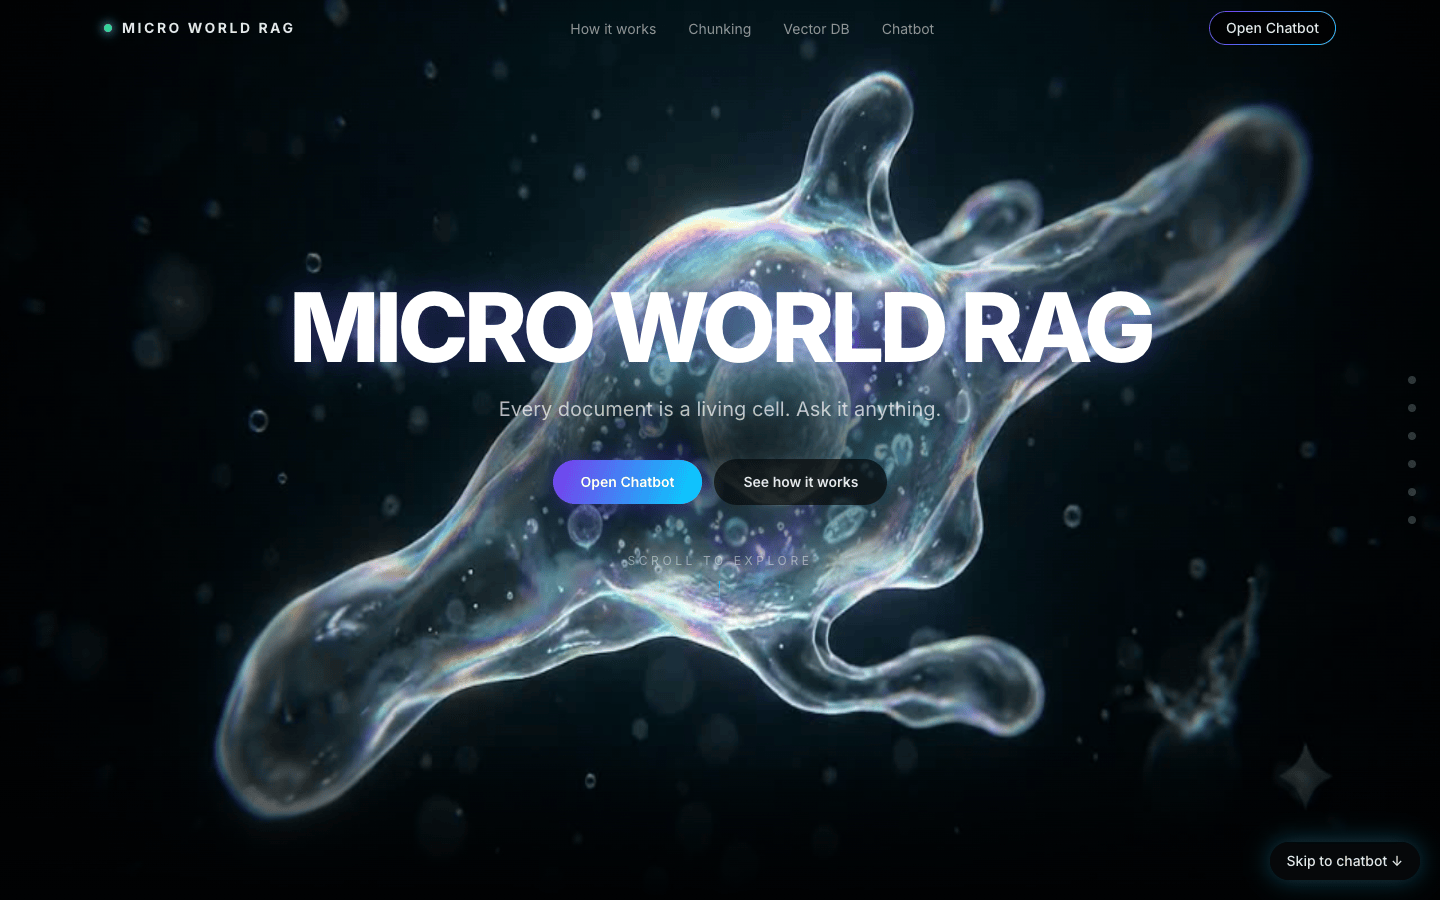 MICRO WORLD RAG
How it works
Chunking
Vector DB
Chatbot
Open Chatbot
MICRO WORLD RAG
Every document is a living cell. Ask it anything.
Open Chatbot
See how it works
SCROLL TO EXPLORE
Skip to chatbot ↓